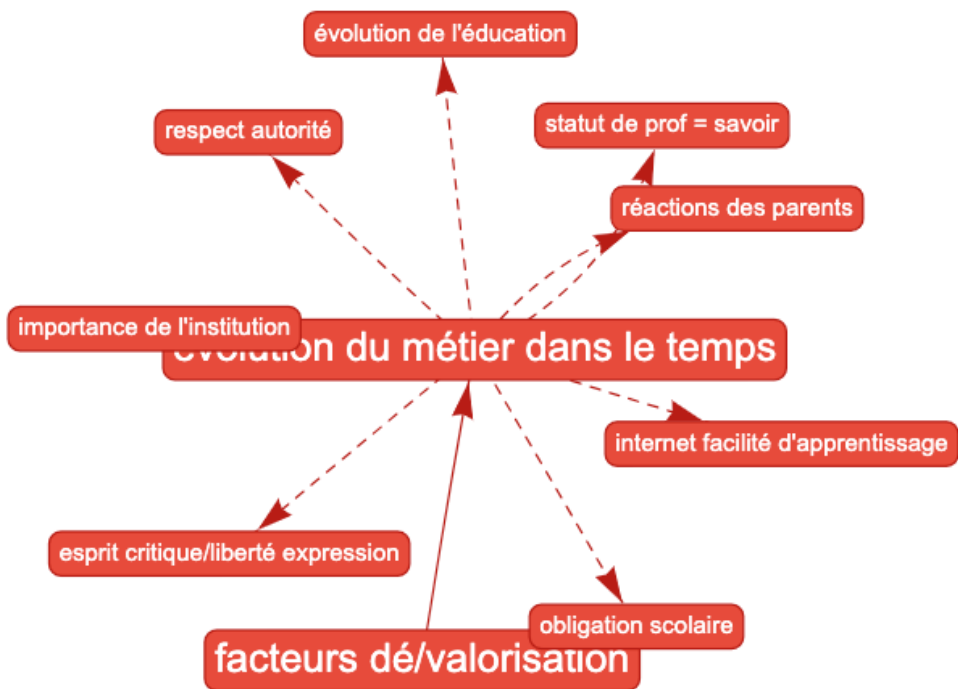 évolution de l'éducation
statut de prof = savoir
respect autorité
réactions des parents
importance de l'institution
évolution du métier dans le temps
internet facilité d'apprentissage
esprit critique/liberté expression
obligation scolaire
facteurs dé/valorisation